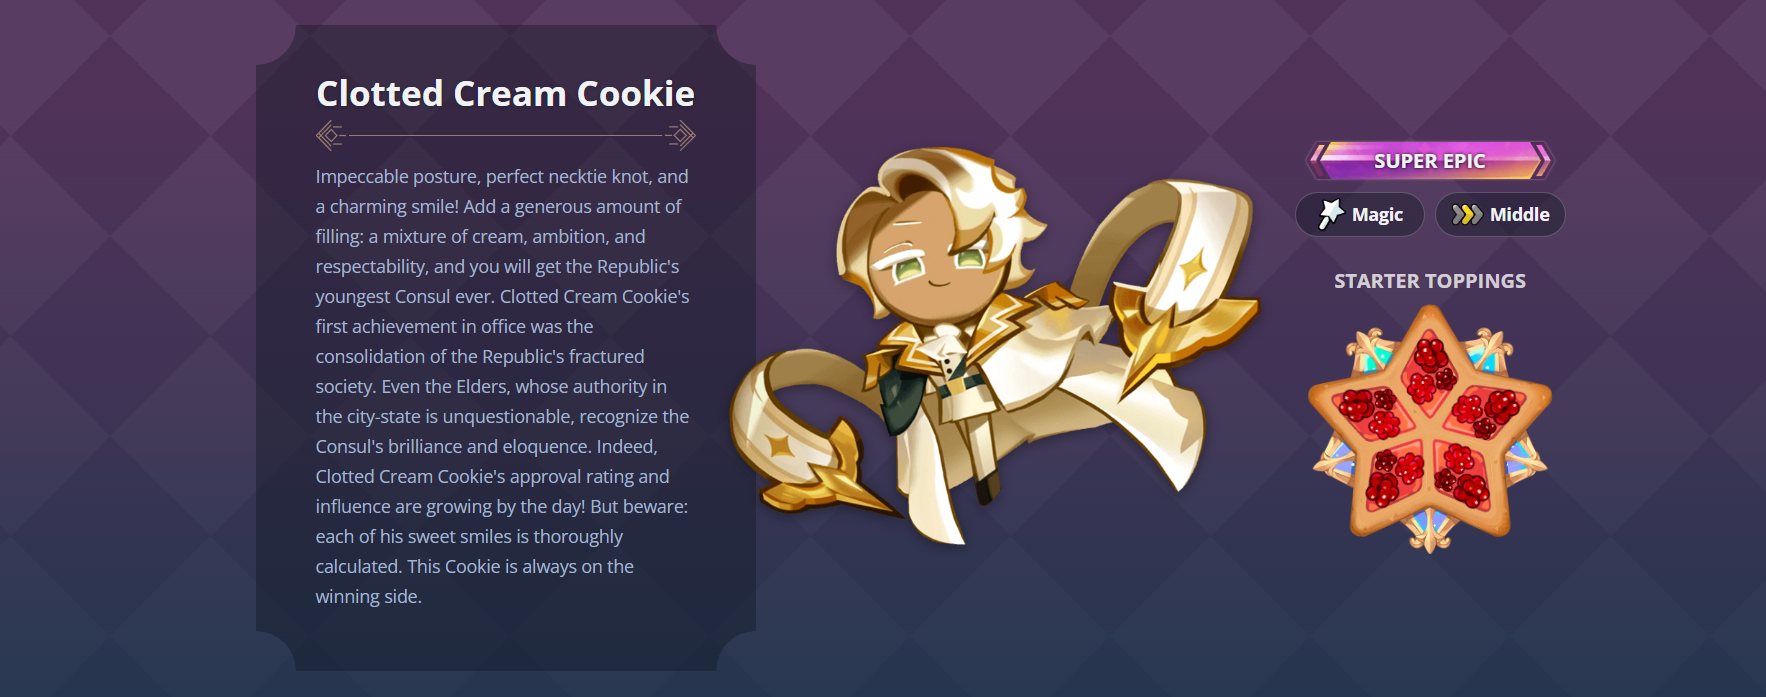 Clotted Cream Cookie
Impeccable posture, perfect necktie knot, and
a charming smile! Add a generous amount of
filling: a mixture of cream, ambition, and
respectability, and you will get the Republic's
youngest Consul ever. Clotted Cream Cookie's
first achievement in office was the
consolidation of the Republic's fractured
society. Even the Elders, whose authority in
the city-state is unquestionable, recognize the
Consul's brilliance and eloquence. Indeed,
Clotted Cream Cookie's approval rating and
influence are growing by the day! But beware:
each of his sweet smiles is thoroughly
calculated. This Cookie is always on the
winning side.
SUPER EPIC
Magic
Middle
STARTER TOPPINGS